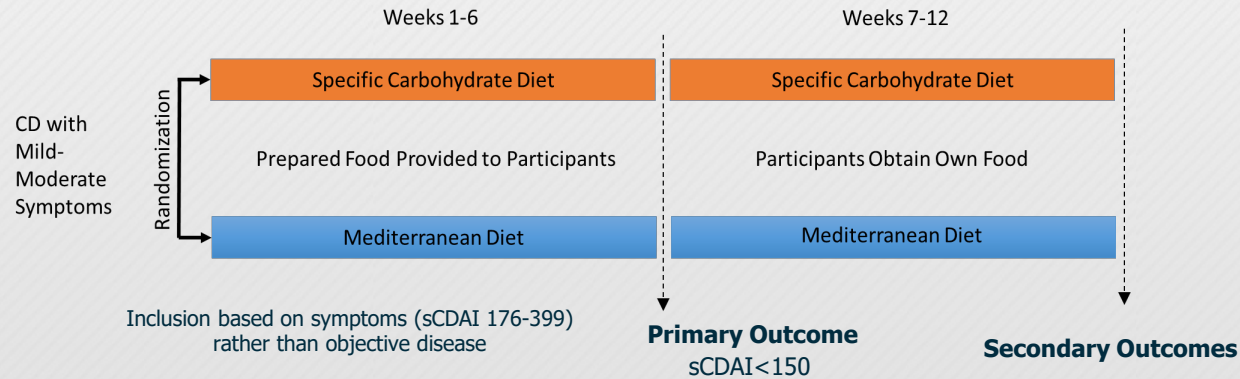 Weeks 1-6
Weeks 7-12
Specific Carbohydrate Diet
Specific Carbohydrate Diet
CD with
Mild-
Moderate
Symptoms
Randomization
Prepared Food Provided to Participants
Participants Obtain Own Food
Mediterranean Diet
Mediterranean Diet
Inclusion based on symptoms (sCDAI 176-399)
rather than objective disease
Primary Outcome
sCDAI<150
Secondary Outcomes